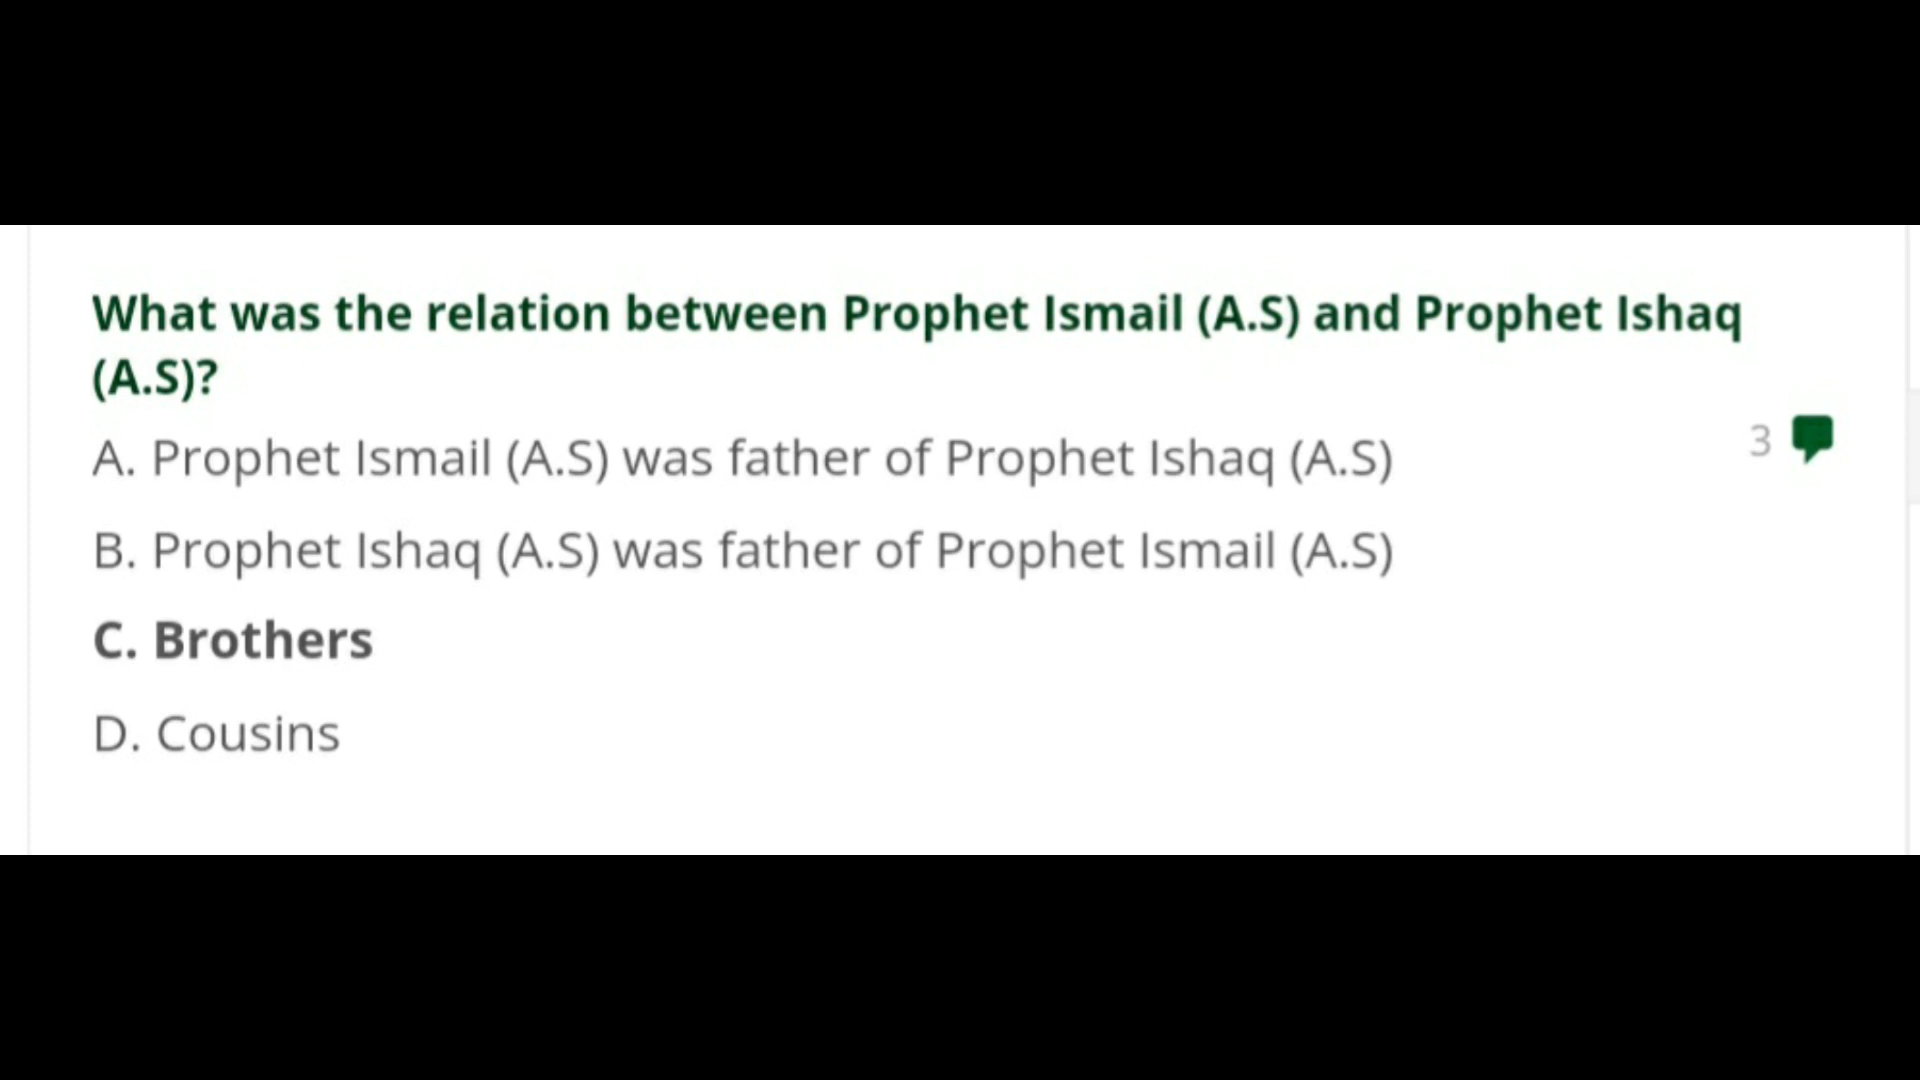 What was the relation between Prophet Ismail (A.S) and Prophet Ishaq
(A.S)?
3
A. Prophet Ismail (A.S) was father of Prophet Ishaq (A.S)
B. Prophet Ishaq (A.S) was father of Prophet Ismail (A.S)
C. Brothers
D. Cousins